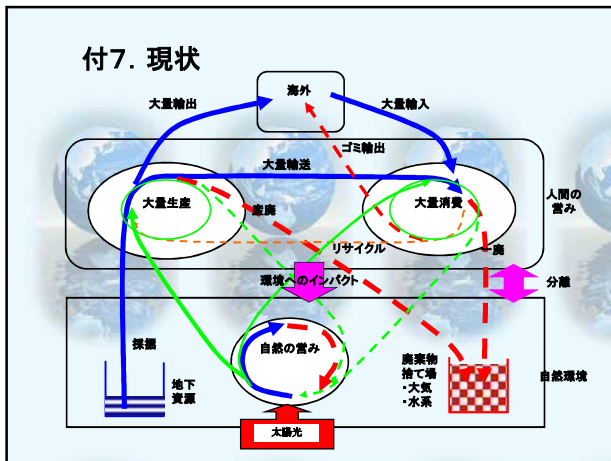 付7．現状
海外
大量輸出
大量輸入
ゴミ輸出
大量輸送
人間の
営み
大量生産
産廃
大量消費
リサイクル
一廃
環境へのインパクト
分離
採掘
自然の営み
廃棄物
捨て場
・大気
・水系
地下
資源
自然環境
太陽光